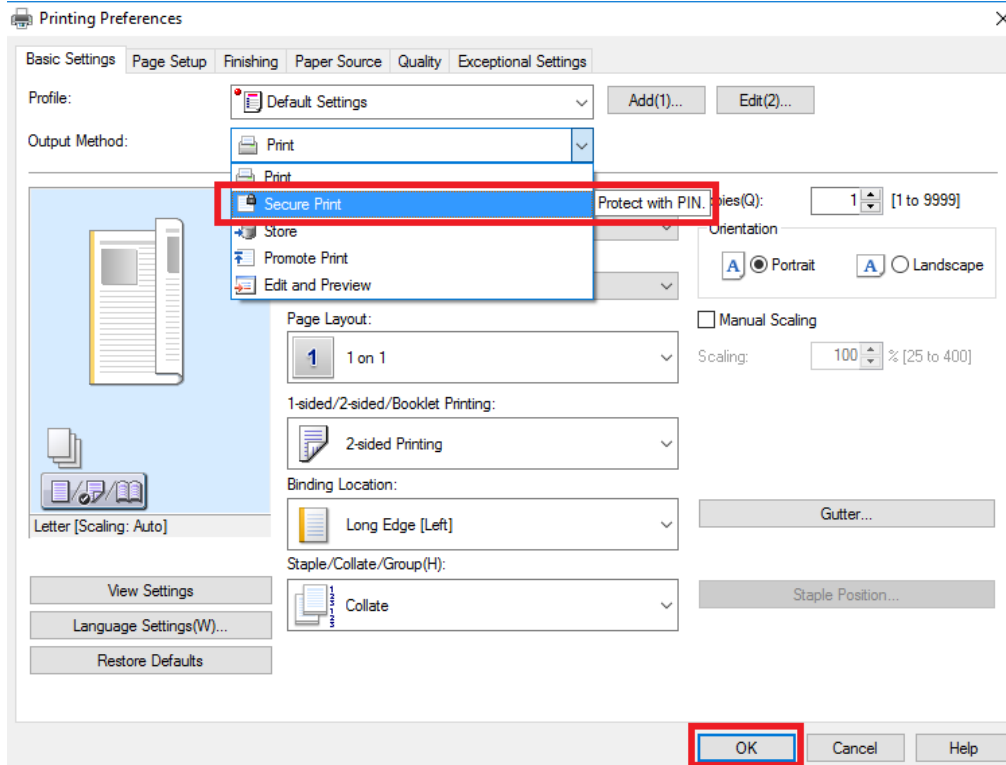 Printing Preferences
Basic Settings Page Setup Finishing Paper Source Quality Exceptional Settings
Profile: Default Settings Add(1)... Edit(2)...
Output Method: Print
Print
Secure Print Protect with PIN. pies(Q): 1 [1 to 9999]
Store Orientation
Promote Print A Portrait A Landscape
Edit and Preview
Page Layout: Manual Scaling
1 1 on 1 Scaling: 100 % [25 to 400]
1-sided/2-sided/Booklet Printing:
2-sided Printing
Binding Location:
Letter [Scaling: Auto] Long Edge [Left] Gutter...
Staple/Collate/Group(H):
View Settings Collate Staple Position...
Language Settings(W)...
Restore Defaults
OK Cancel Help